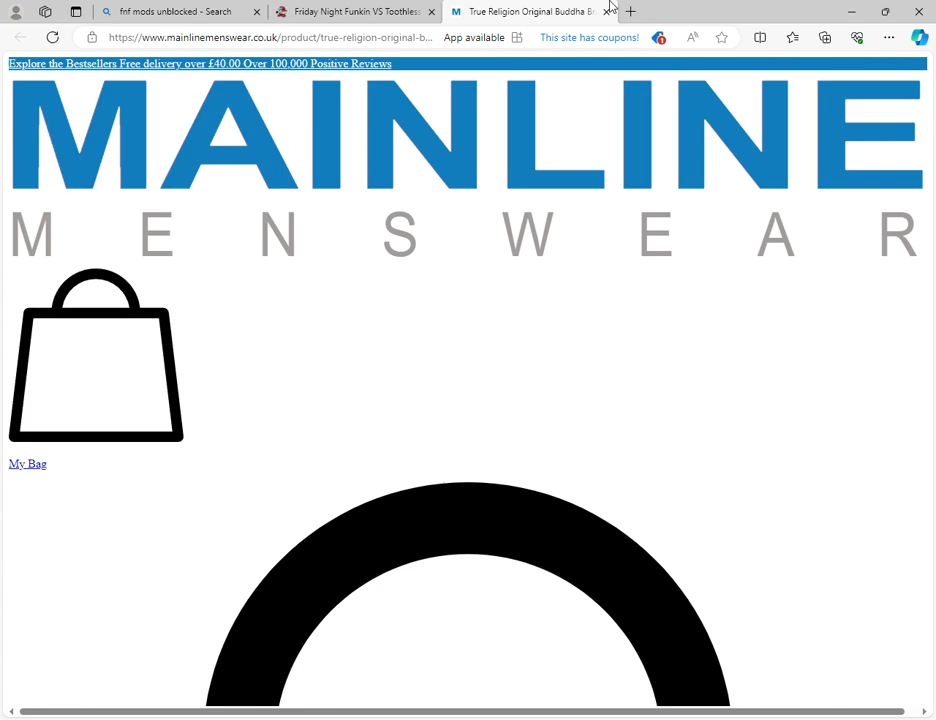 fnf mods unblocked - Search
Friday Night Funkin VS Toothless
True Religion Original Buddha Br
https://www.mainlinemenswear.co.uk/product/true-religion-original-b...
App available
This site has coupons!
1
Explore the Bestsellers Free delivery over £40.00 Over 100,000 Positive Reviews
MAINLINE
MENSWEAR
My Bag